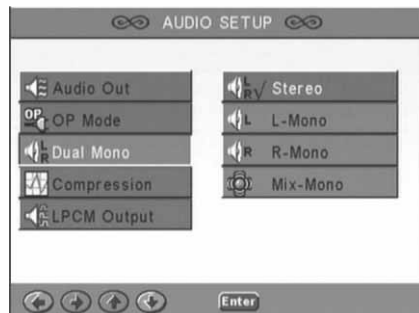 AUDIO SETUP
Audio Out
OP Mode
Dual Mono
Compression
LPCM Output
L R Stereo
L L-Mono
R R-Mono
Mix-Mono
Enter